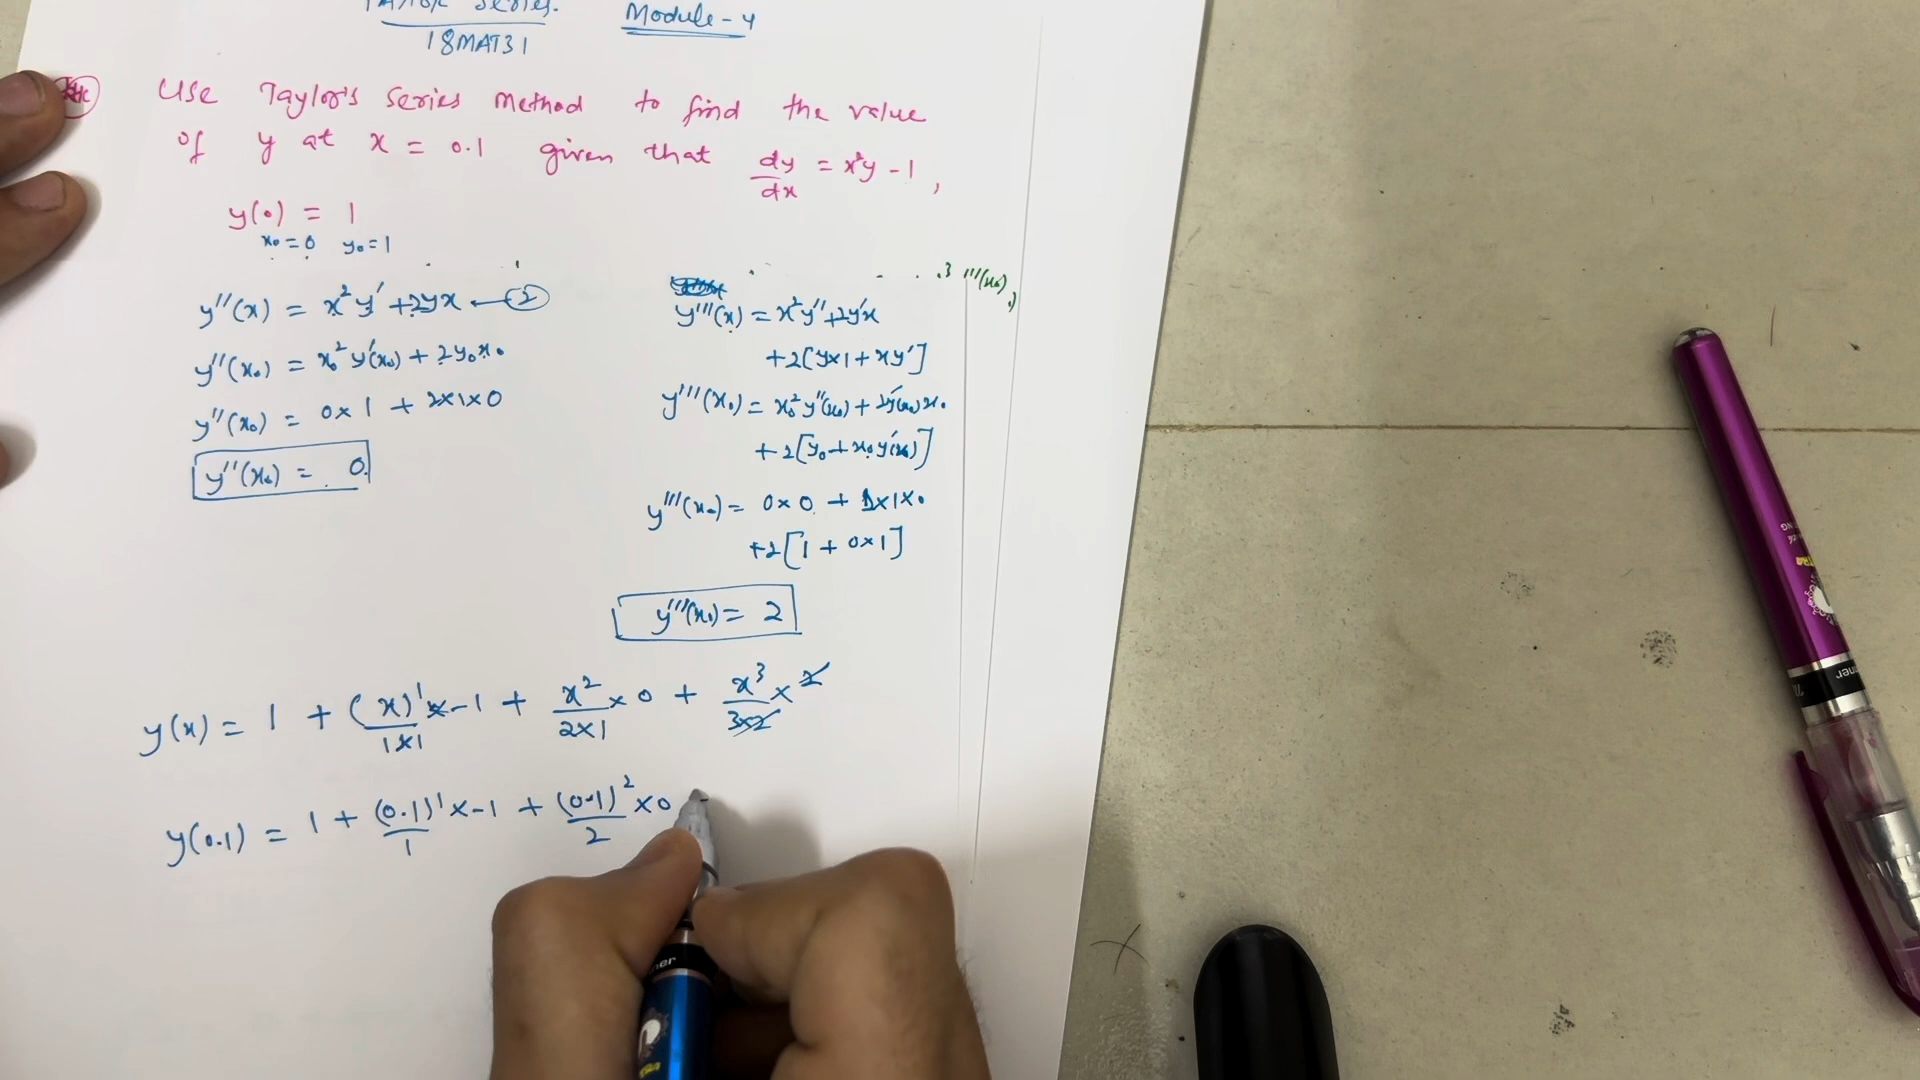 Taylor Series. Module-4
18MAT31
Use Taylor's Series Method to find the value
of y at x = 0.1 given that dy/dx = x²y - 1,
y(0) = 1
x₀ = 0 y₀ = 1
y''(x) = x²y' + 2yx ← ②
y''(x₀) = x₀² y'(x₀) + 2y₀x₀
y''(x₀) = 0×1 + 2×1×0
y''(x₀) = 0.
'''(x₀)
y'''(x) = x²y'' + 2y'x
+2[y×1 + xy']
y'''(x₀) = x₀² y''(x₀) + 2y'(x₀)x₀
+2[y₀ + x₀y'(x₀)]
y'''(x₀) = 0×0 + 2×1×0
+2[1 + 0×1]
y'''(x₀) = 2
y(x) = 1 + (x)¹/1×1 × -1 + x²/2×1 × 0 + x³/3×2 × 2
y(0.1) = 1 + (0.1)¹/1 × -1 + (0.1)²/2 × 0